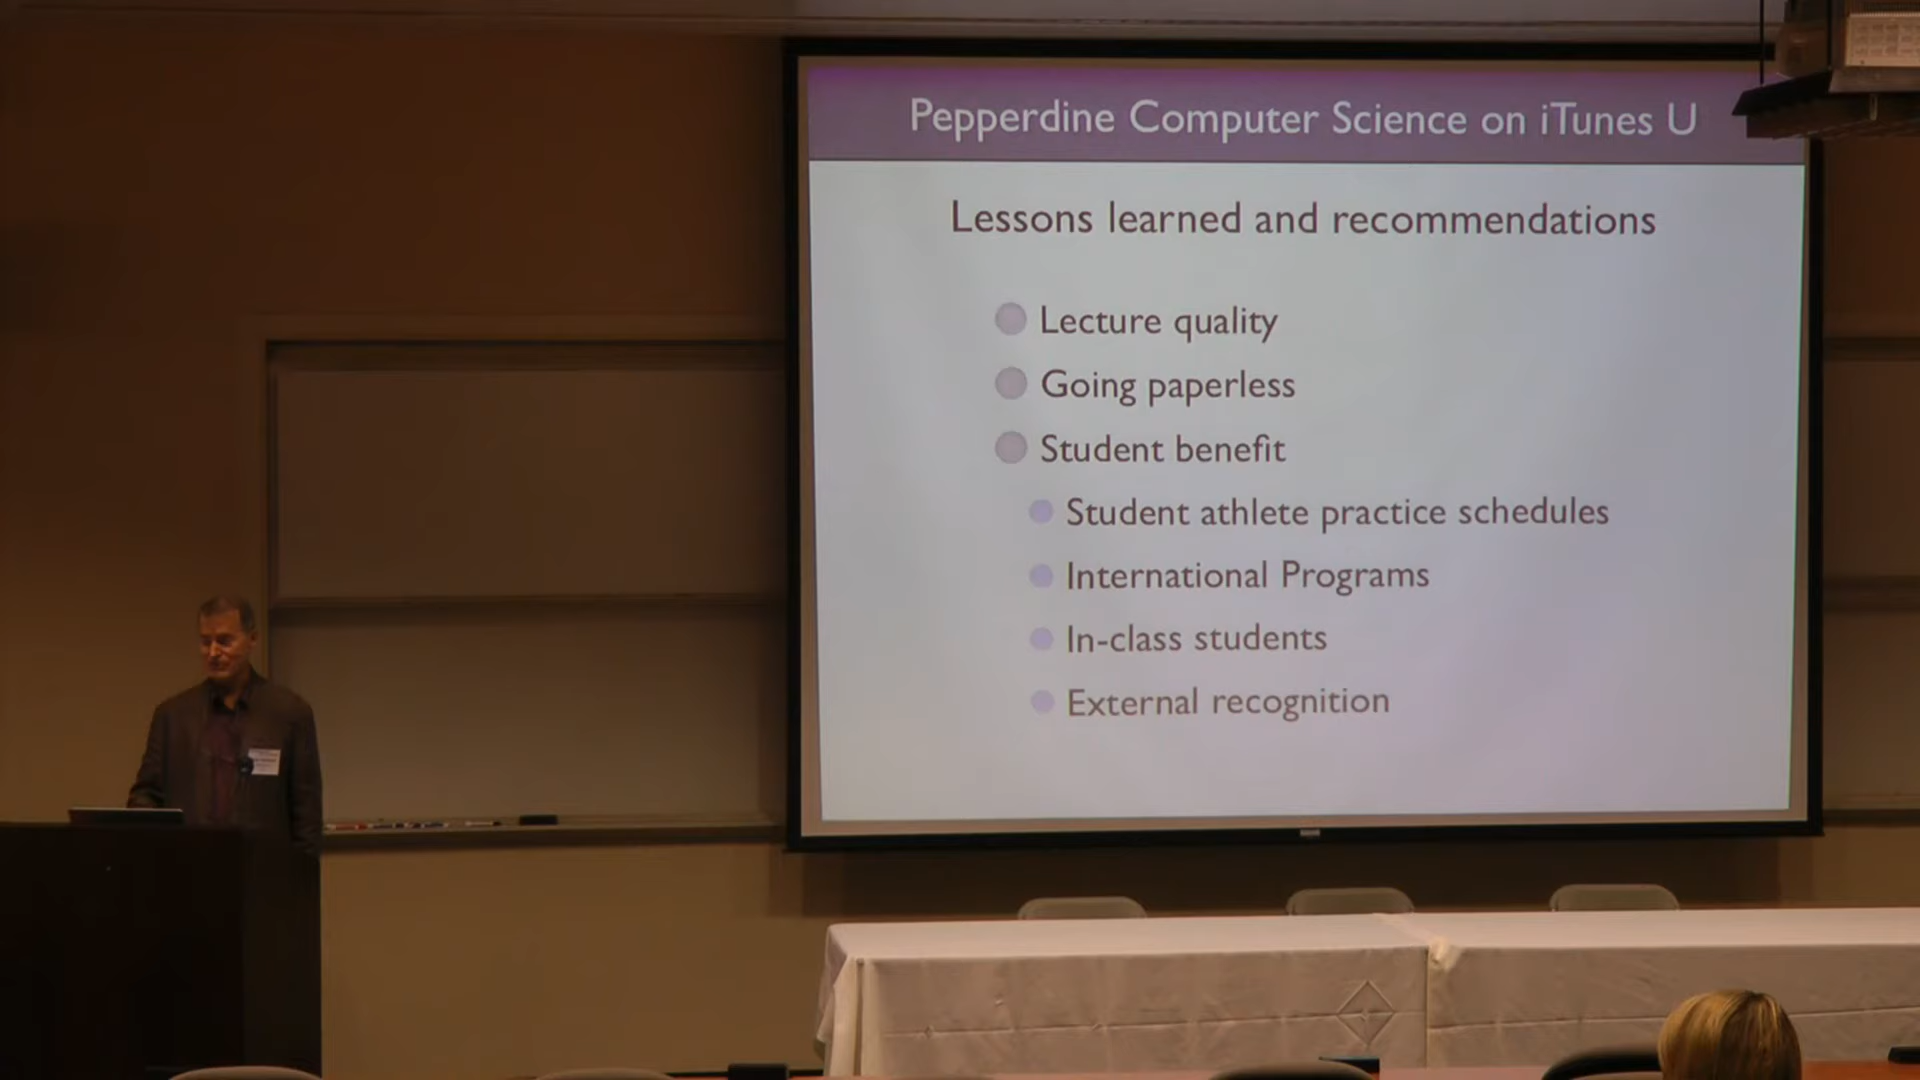 Pepperdine Computer Science on iTunes U
Lessons learned and recommendations
Lecture quality
Going paperless
Student benefit
Student athlete practice schedules
International Programs
In-class students
External recognition